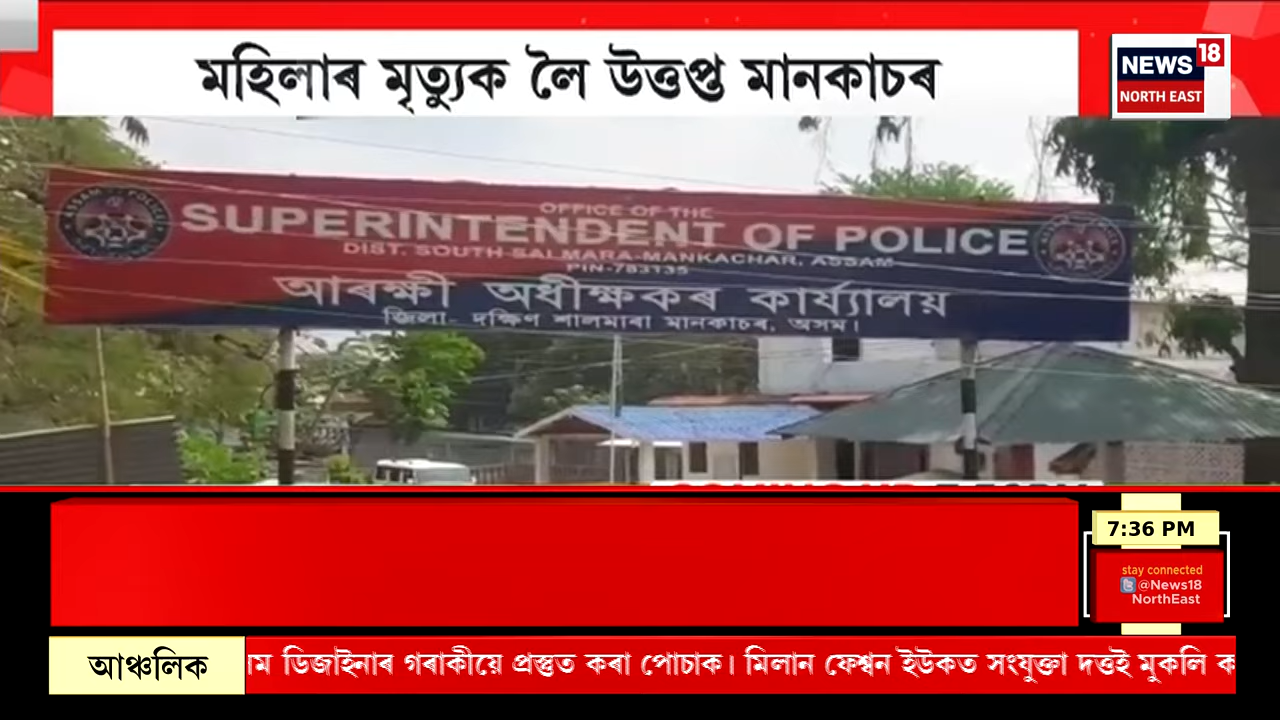 মহিলাৰ মৃত্যুক লৈ উত্তপ্ত মানকাচৰ
NEWS 18
NORTH EAST
OFFICE OF THE
SUPERINTENDENT OF POLICE
DIST. SOUTH SALMARA-MANKACHAR, ASSAM
PIN-783135
আৰক্ষী অধীক্ষকৰ কাৰ্য্যালয়
জিলা- দক্ষিণ শালমাৰা মানকাচৰ, অসম।
7:36 PM
stay connected
@News18
NorthEast
আঞ্চলিক
ডিজাইনাৰ গৰাকীয়ে প্ৰস্তুত কৰা পোচাক। মিলান ফেশ্বন ইউকত সংযুক্তা দত্তই মুকলি